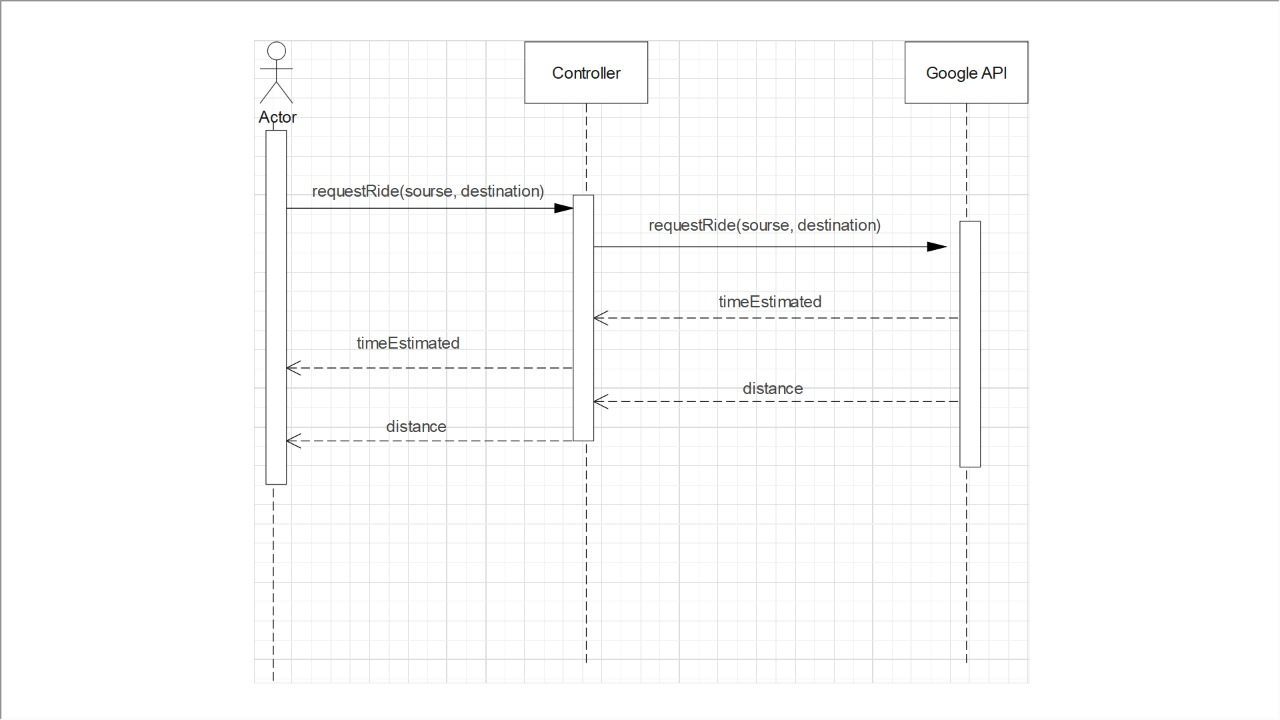 Controller
Google API
Actor
requestRide(sourse, destination)
requestRide(sourse, destination)
timeEstimated
timeEstimated
distance
distance